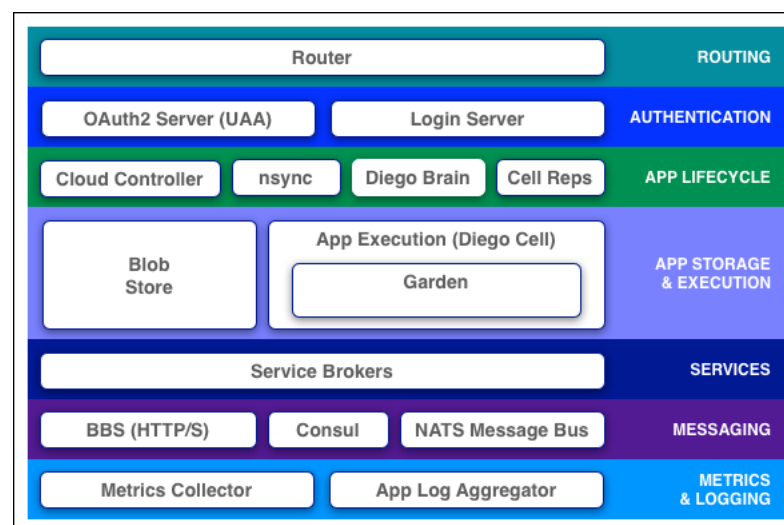 Router
ROUTING
OAuth2 Server (UAA)
Login Server
AUTHENTICATION
Cloud Controller
nsync
Diego Brain
Cell Reps
APP LIFECYCLE
Blob
Store
App Execution (Diego Cell)
Garden
APP STORAGE
& EXECUTION
Service Brokers
SERVICES
BBS (HTTP/S)
Consul
NATS Message Bus
MESSAGING
Metrics Collector
App Log Aggregator
METRICS
& LOGGING